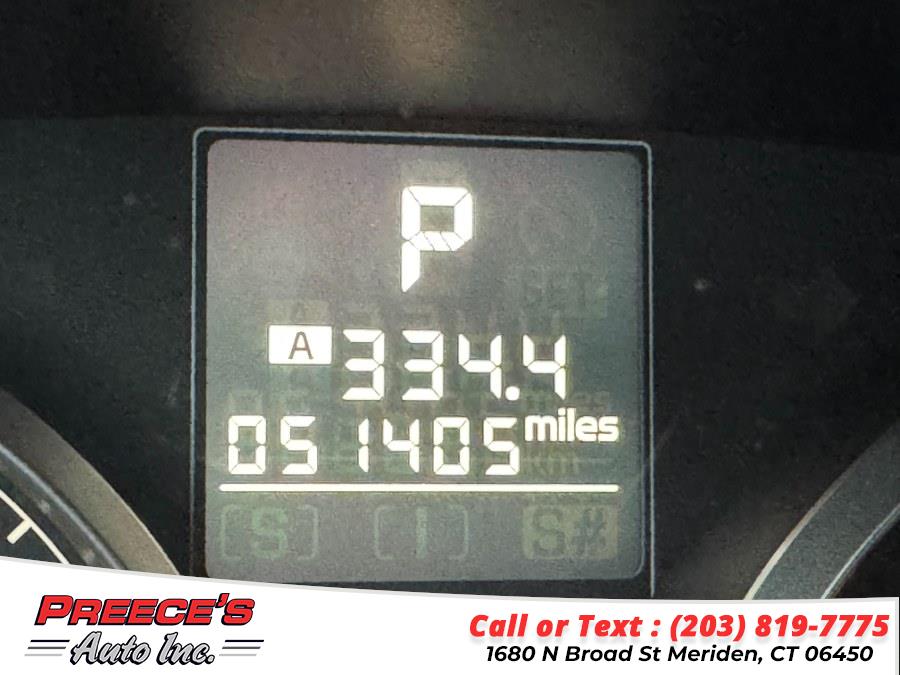 P
A 334.4
051405 miles
[S] [I] S#
PREECE'S
Auto Inc.
Call or Text : (203) 819-7775
1680 N Broad St Meriden, CT 06450